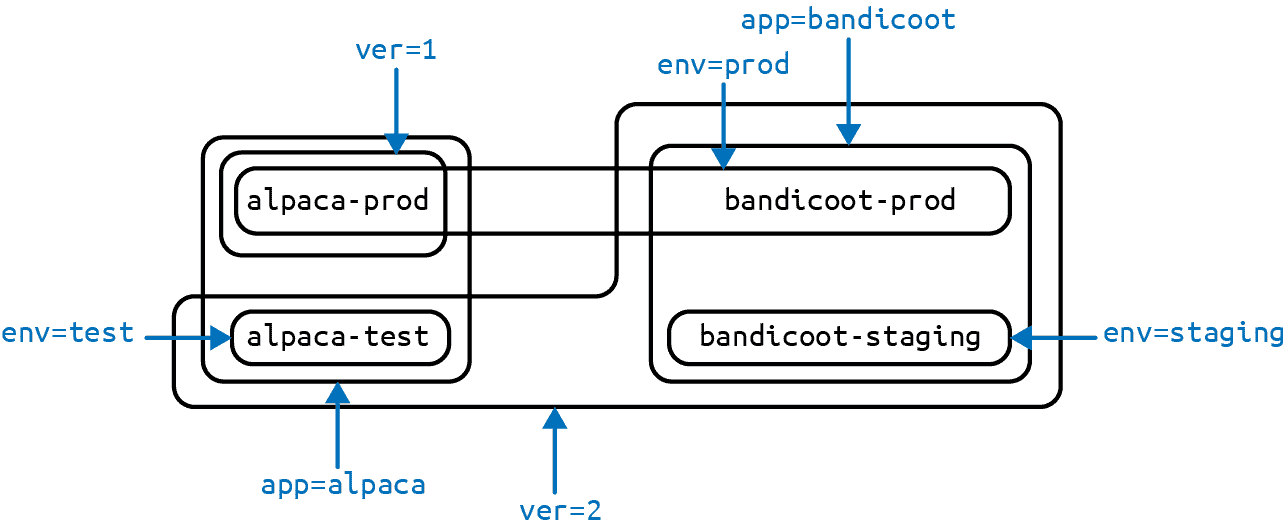 app=bandicoot
ver=1
env=prod
alpaca-prod
bandicoot-prod
env=test
alpaca-test
bandicoot-staging
env=staging
app=alpaca
ver=2